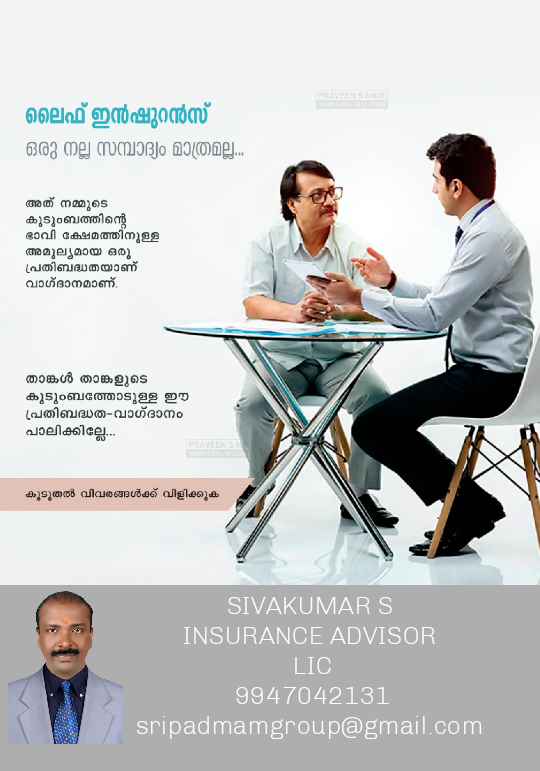 PRAVEEN S NAIR
ലൈഫ് ഇൻഷുറൻസ്
ഒരു നല്ല സമ്പാദ്യം മാത്രമല്ല...
അത് നമ്മുടെ
കുടുംബത്തിന്റെ
ഭാവി ക്ഷേമത്തിനുള്ള
അമൂല്യമായ ഒരു
പ്രതിബദ്ധതയാണ്
വാഗ്ദാനമാണ്.
താങ്കൾ താങ്കളുടെ
കുടുംബത്തോടുള്ള ഈ
പ്രതിബദ്ധത-വാഗ്ദാനം
പാലിക്കില്ലേ...
PRAVEEN S N
കൂടുതൽ വിവരങ്ങൾക്ക് വിളിക്കുക
SIVAKUMAR S
INSURANCE ADVISOR
LIC
9947042131
sripadmamgroup@gmail.com